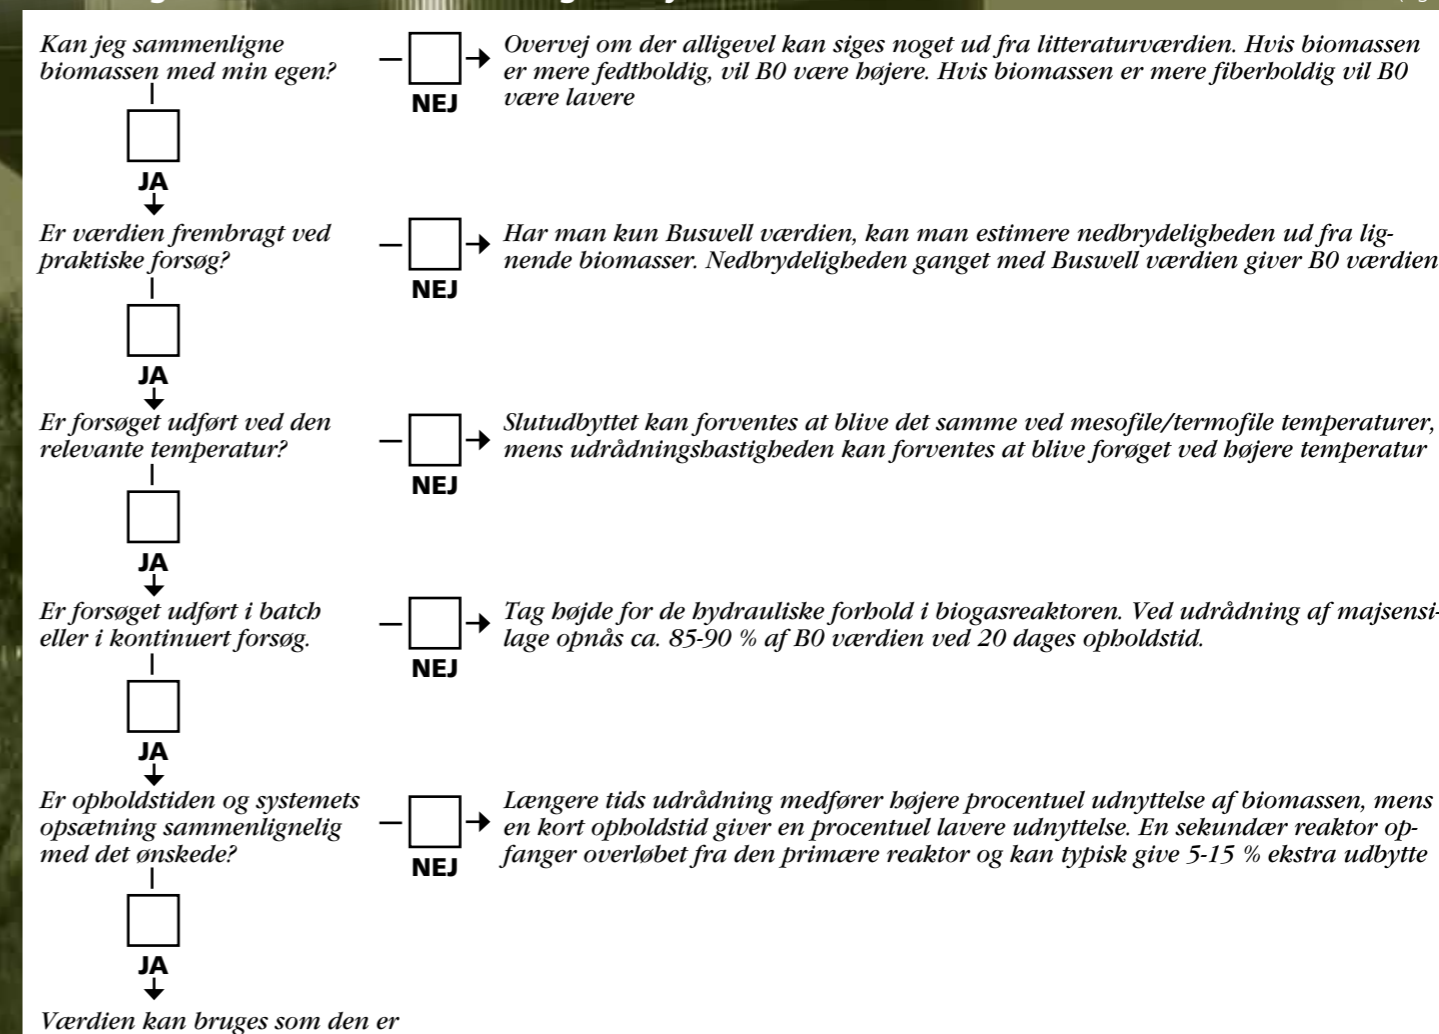 Kan jeg sammenligne
biomassen med min egen?
NEJ
Overvej om der alligevel kan siges noget ud fra litteraturværdien. Hvis biomassen
er mere fedtholdig, vil B0 være højere. Hvis biomassen er mere fiberholdig vil B0
være lavere
JA
Er værdien frembragt ved
praktiske forsøg?
NEJ
Har man kun Buswell værdien, kan man estimere nedbrydeligheden ud fra lig-
nende biomasser. Nedbrydeligheden ganget med Buswell værdien giver B0 værdien
JA
Er forsøget udført ved den
relevante temperatur?
NEJ
Slutudbyttet kan forventes at blive det samme ved mesofile/termofile temperaturer,
mens udrådningshastigheden kan forventes at blive forøget ved højere temperatur
JA
Er forsøget udført i batch
eller i kontinuert forsøg.
NEJ
Tag højde for de hydrauliske forhold i biogasreaktoren. Ved udrådning af majsensi-
lage opnås ca. 85-90 % af B0 værdien ved 20 dages opholdstid.
JA
Er opholdstiden og systemets
opsætning sammenlignelig
med det ønskede?
NEJ
Længere tids udrådning medfører højere procentuel udnyttelse af biomassen, mens
en kort opholdstid giver en procentuel lavere udnyttelse. En sekundær reaktor op-
fanger overløbet fra den primære reaktor og kan typisk give 5-15 % ekstra udbytte
JA
Værdien kan bruges som den er